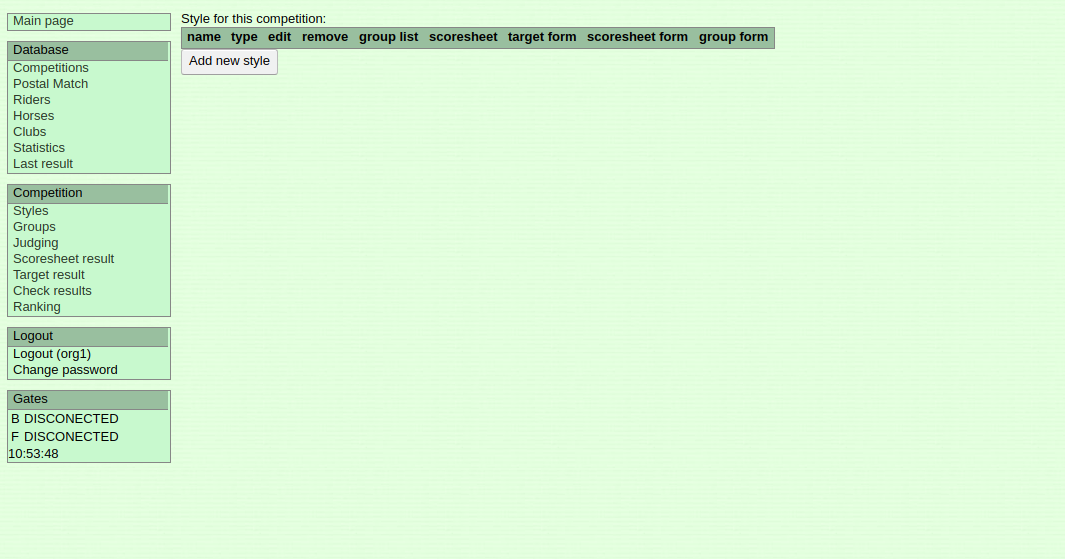 Main page
Database
Competitions
Postal Match
Riders
Horses
Clubs
Statistics
Last result
Competition
Styles
Groups
Judging
Scoresheet result
Target result
Check results
Ranking
Logout
Logout (org1)
Change password
Gates
B DISCONECTED
F DISCONECTED
10:53:48
Style for this competition:
name type edit remove group list scoresheet target form scoresheet form group form
Add new style